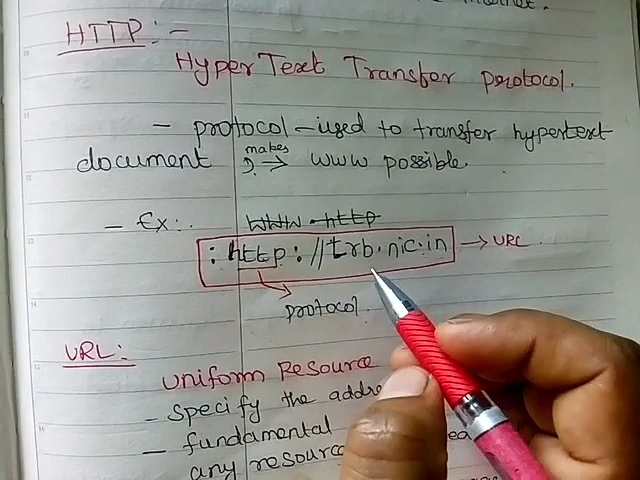 HTTP :-
HyperText Transfer protocol.
- protocol - used to transfer hypertext
document makes → www possible.
- Ex:. www.http
: http://trb.nic.in → URL.
protocol.
URL:
Uniform Resource
- specify the addre
- fundamental
any resource